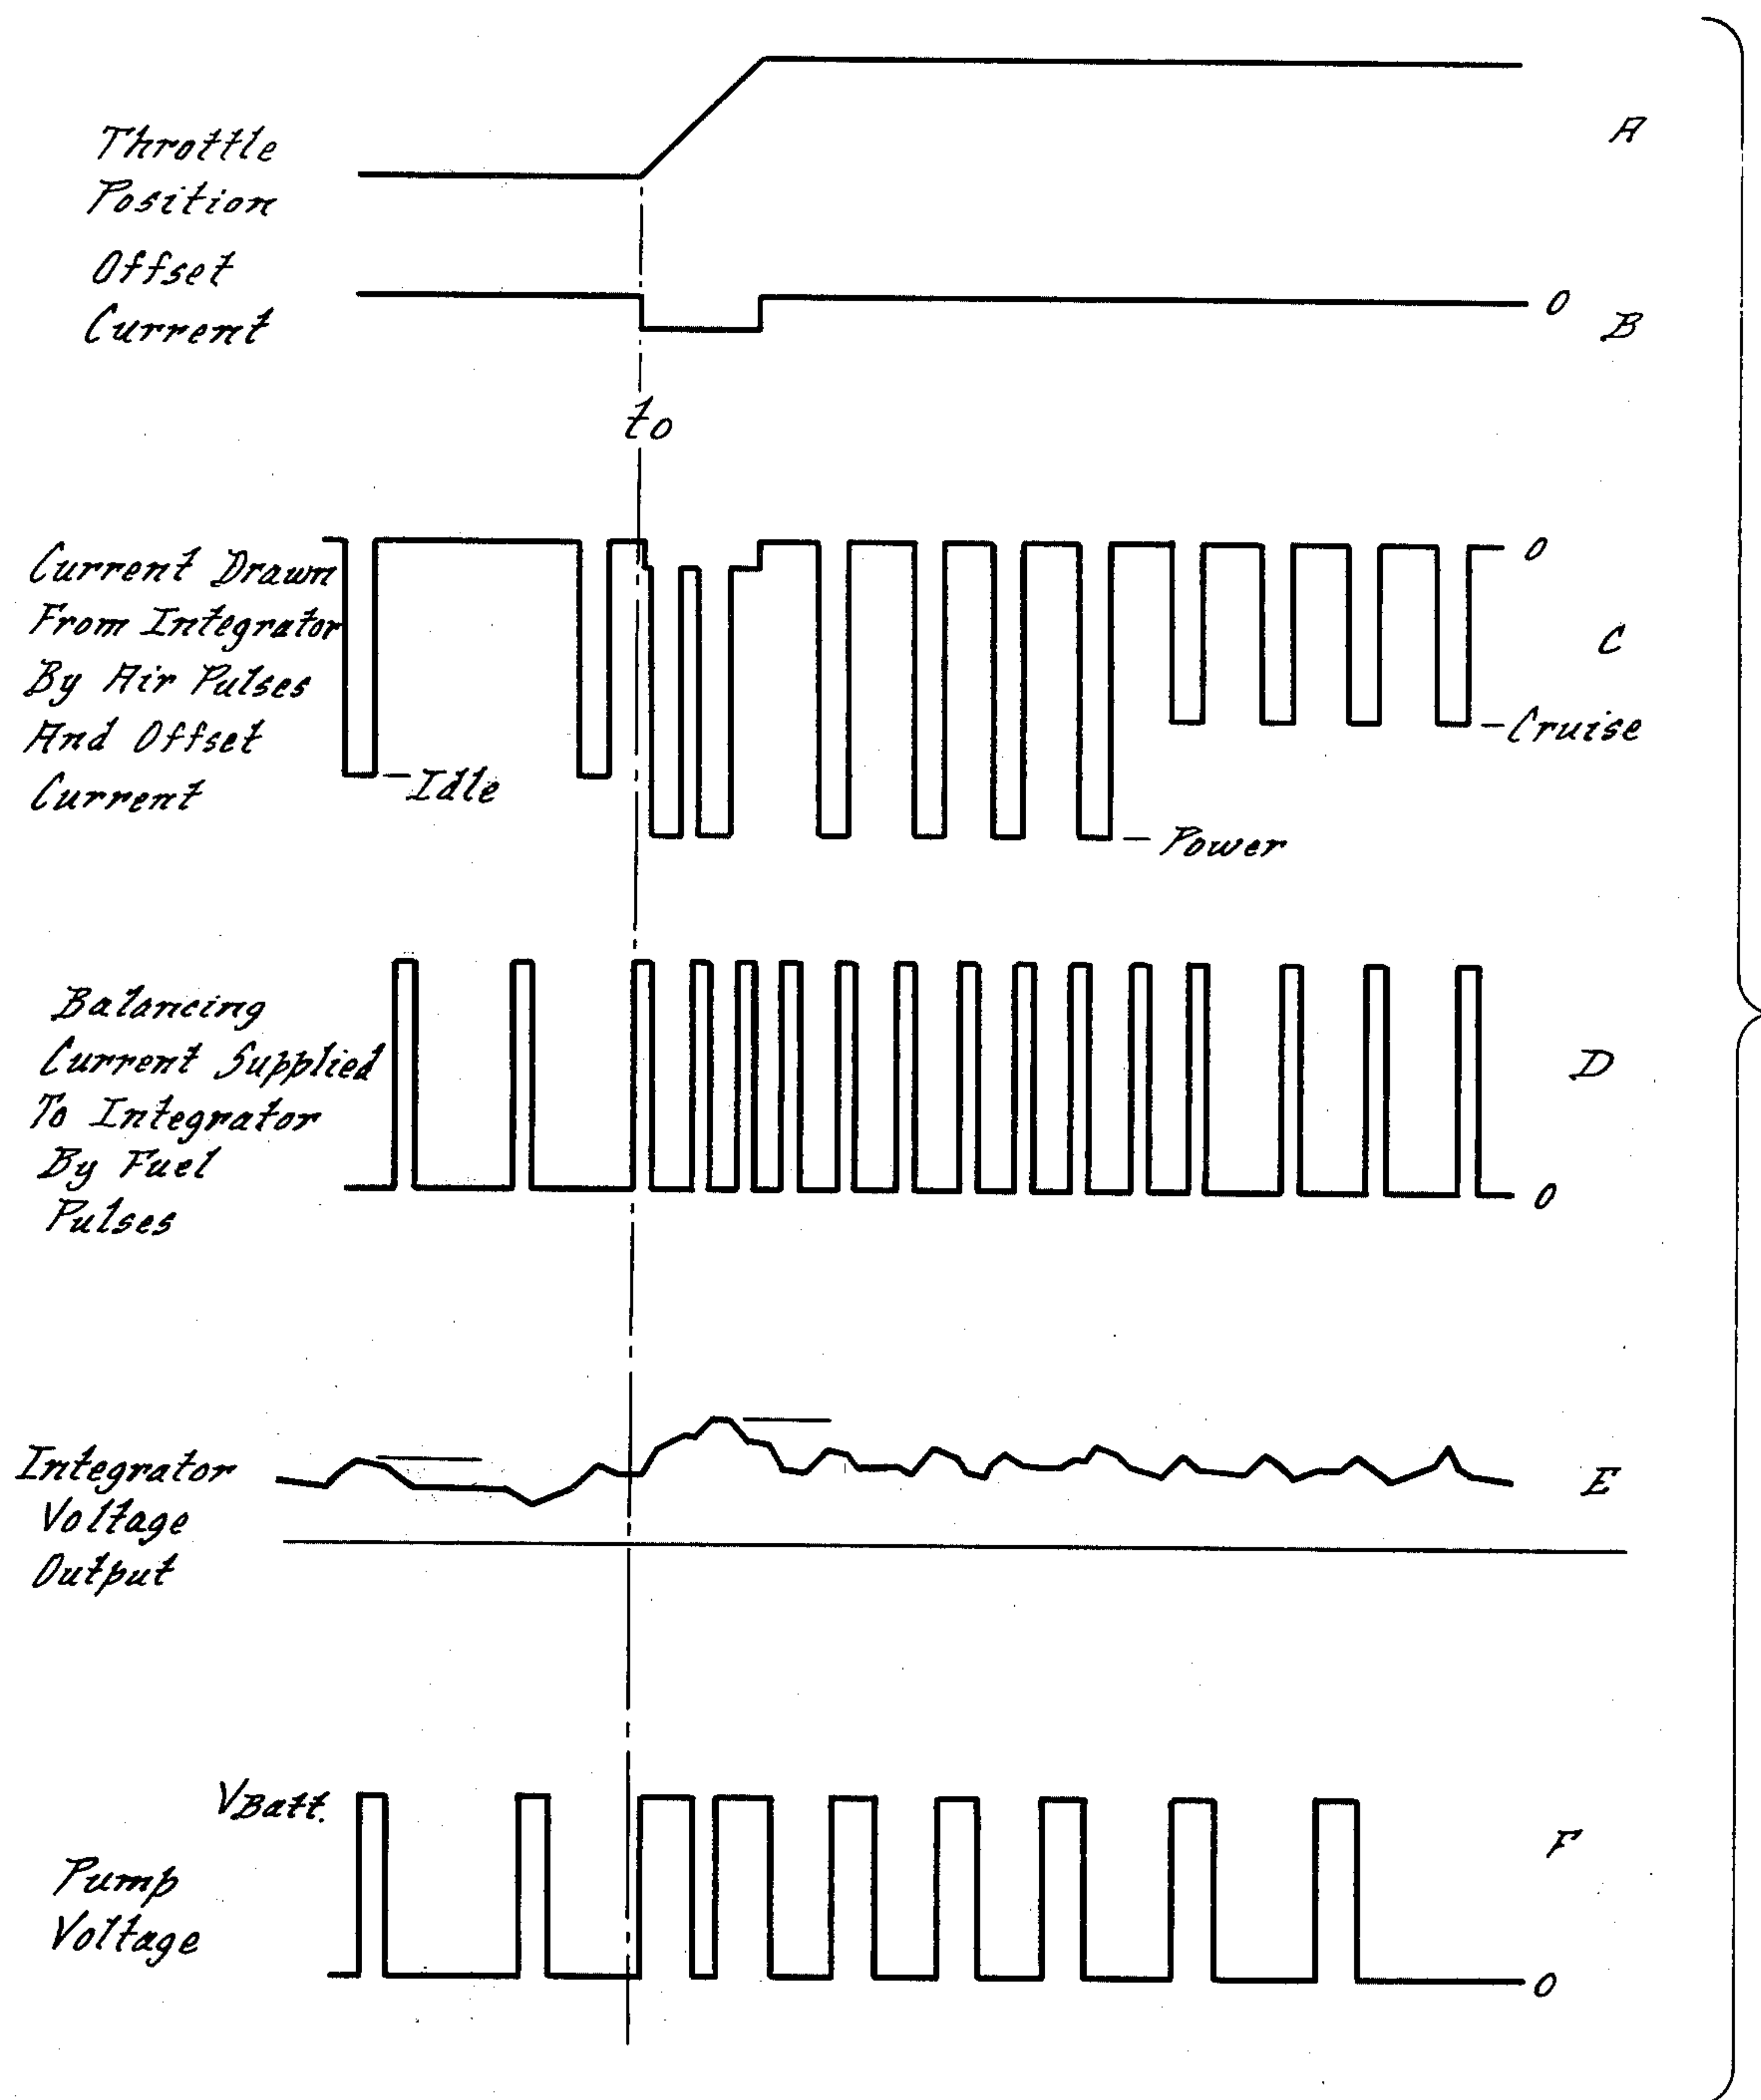 Throttle
Position
A
Offset
Current
0
B
to
Current Drawn
From Integrator
By Air Pulses
And Offset
Current
0
C
Cruise
Idle
Power
Balancing
Current Supplied
To Integrator
By Fuel
Pulses
D
0
Integrator
Voltage
Output
E
VBatt.
Pump
Voltage
F
0